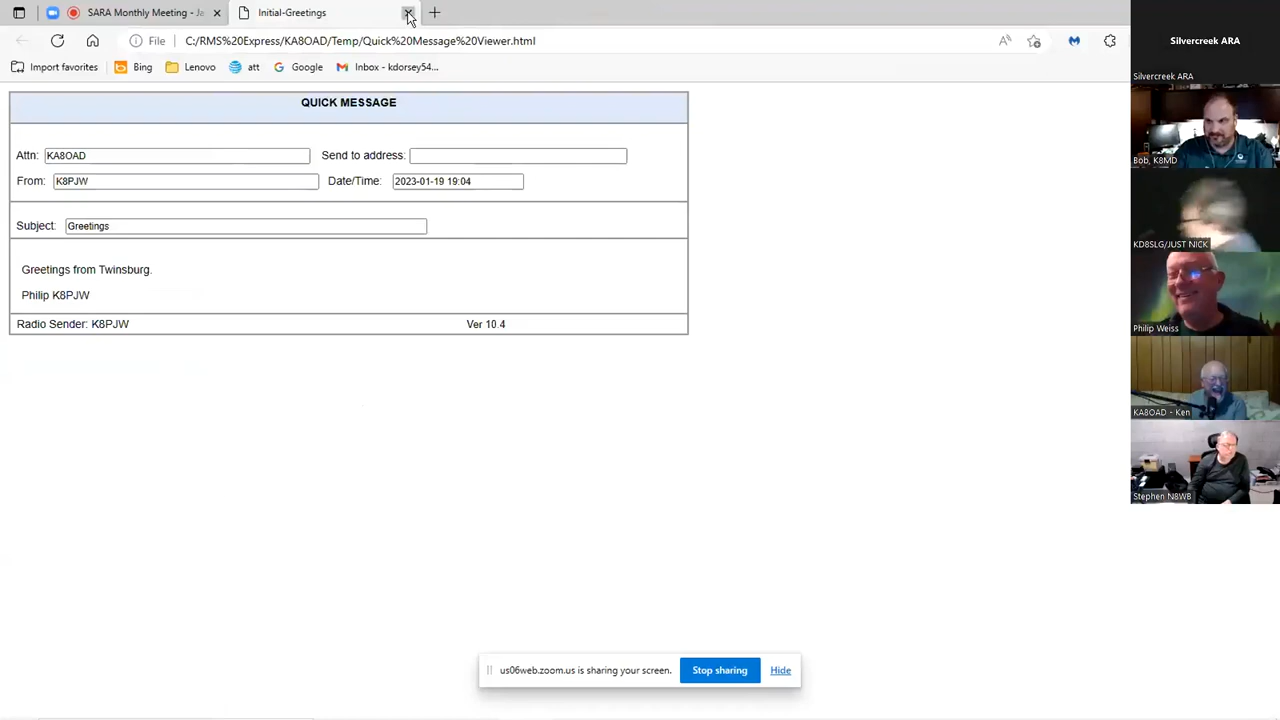 SARA Monthly Meeting - Ja
Initial-Greetings
File
C:/RMS%20Express/KA8OAD/Temp/Quick%20Message%20Viewer.html
Import favorites
Bing
Lenovo
att
Google
Inbox - kdorsey54...
QUICK MESSAGE
Attn: KA8OAD Send to address:
From: K8PJW Date/Time: 2023-01-19 19:04
Subject: Greetings
Greetings from Twinsburg.
Philip K8PJW
Radio Sender: K8PJW Ver 10.4
us06web.zoom.us is sharing your screen. Stop sharing Hide
Silvercreek ARA
Silvercreek ARA
Bob, K8MD
KD8SLG/JUST NICK
Philip Weiss
KA8OAD - Ken
Stephen N8WB